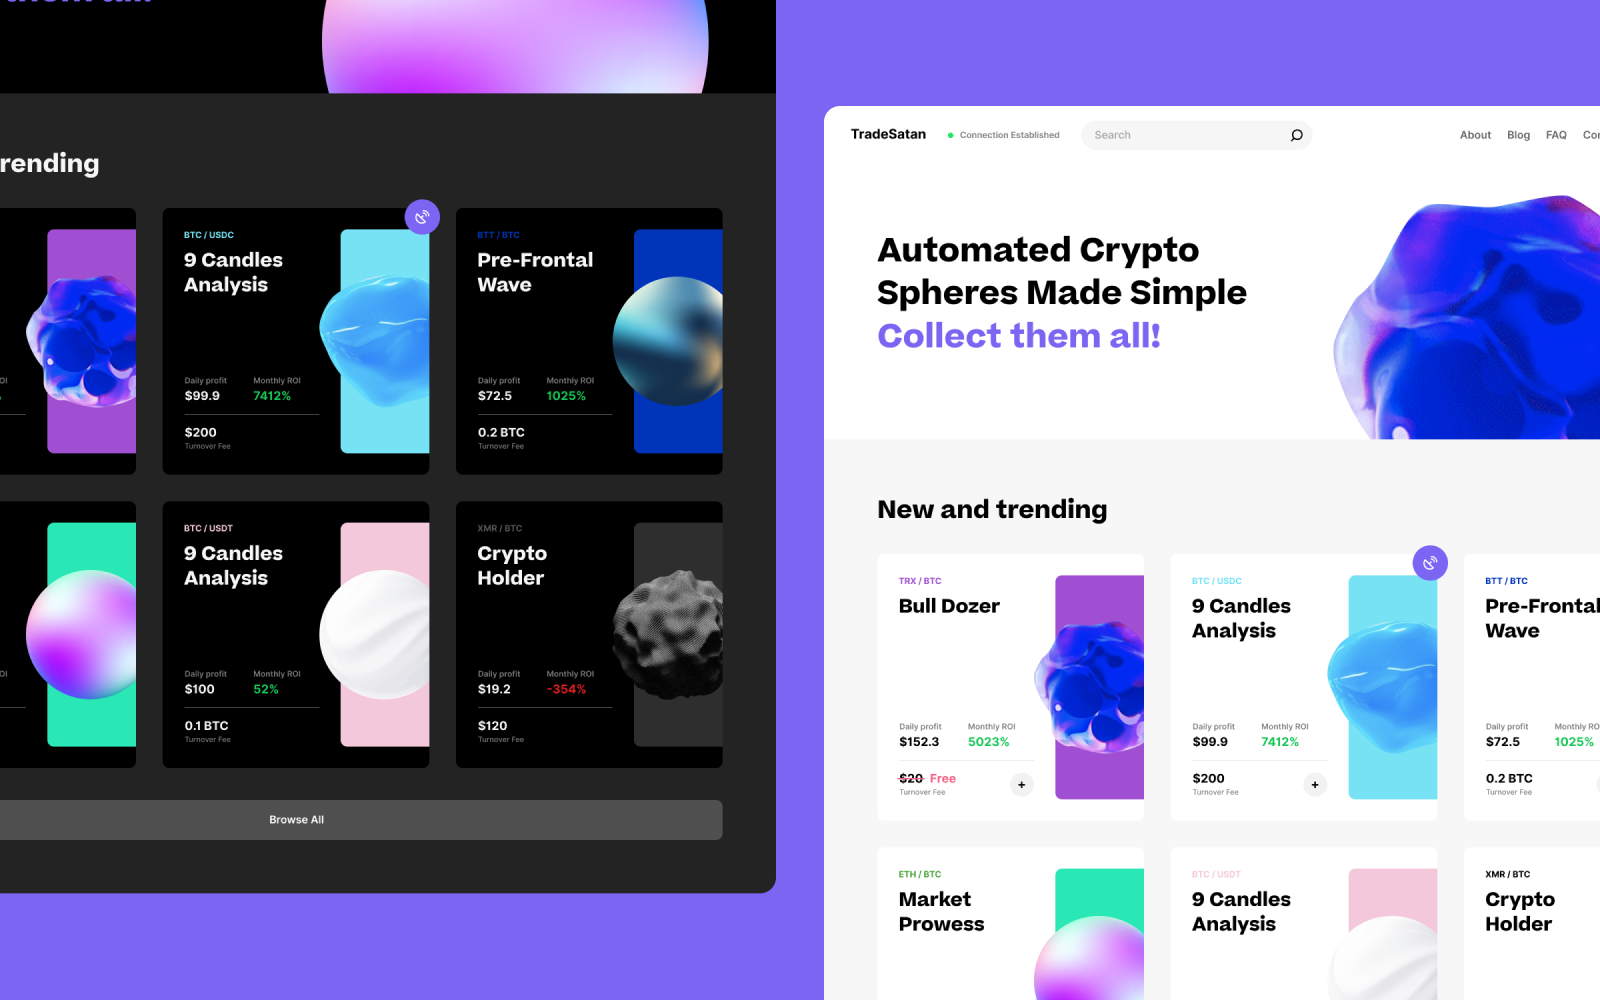 them all!
rending
BTC / USDC
9 Candles
Analysis
Daily profit
Monthly ROI
$99.9
7412%
$200
Turnover Fee
BTT / BTC
Pre-Frontal
Wave
Daily profit
Monthly ROI
$72.5
1025%
0.2 BTC
Turnover Fee
OI
%
BTC / USDT
9 Candles
Analysis
Daily profit
Monthly ROI
$100
52%
0.1 BTC
Turnover Fee
XMR / BTC
Crypto
Holder
Daily profit
Monthly ROI
$19.2
-354%
$120
Turnover Fee
OI
Browse All
TradeSatan
Connection Established
Search
About
Blog
FAQ
Con
Automated Crypto
Spheres Made Simple
Collect them all!
New and trending
TRX / BTC
Bull Dozer
Daily profit
Monthly ROI
$152.3
5023%
$20 Free
Turnover Fee
+
BTC / USDC
9 Candles
Analysis
Daily profit
Monthly ROI
$99.9
7412%
$200
Turnover Fee
+
BTT / BTC
Pre-Frontal
Wave
Daily profit
Monthly RO
$72.5
1025%
0.2 BTC
Turnover Fee
ETH / BTC
Market
Prowess
BTC / USDT
9 Candles
Analysis
XMR / BTC
Crypto
Holder